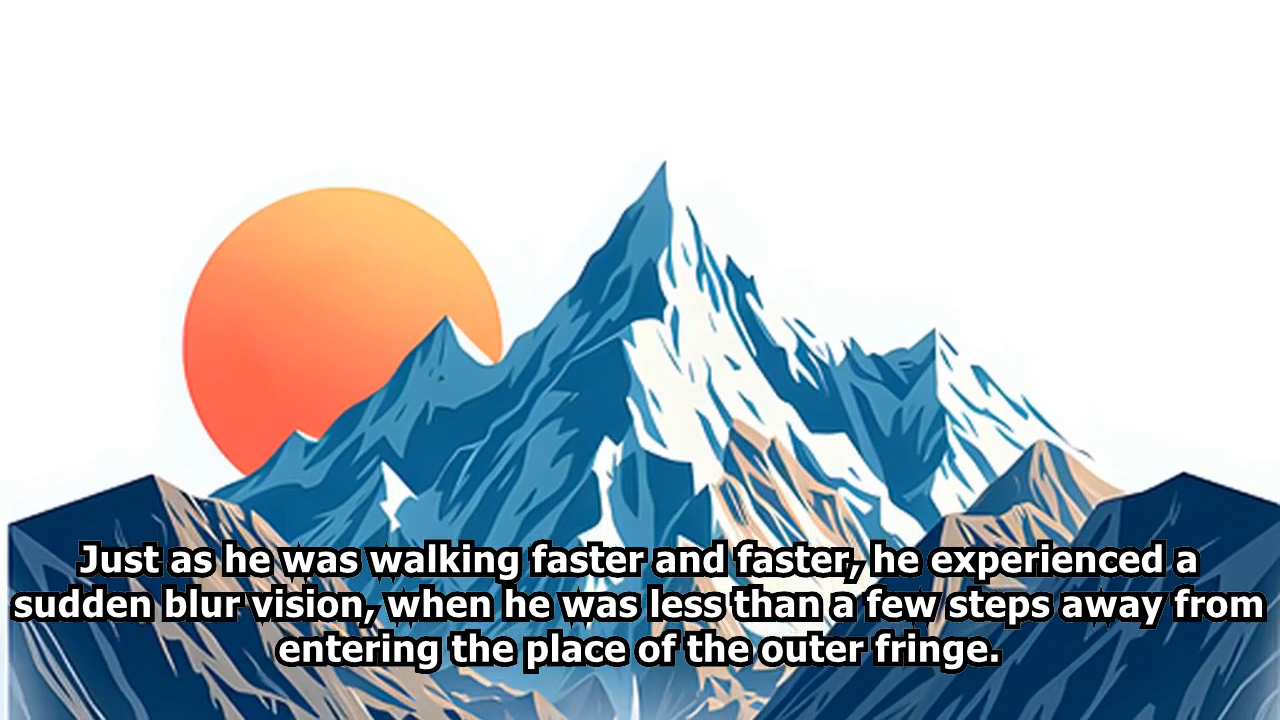 Just as he was walking faster and faster, he experienced a
sudden blur vision, when he was less than a few steps away from
entering the place of the outer fringe.